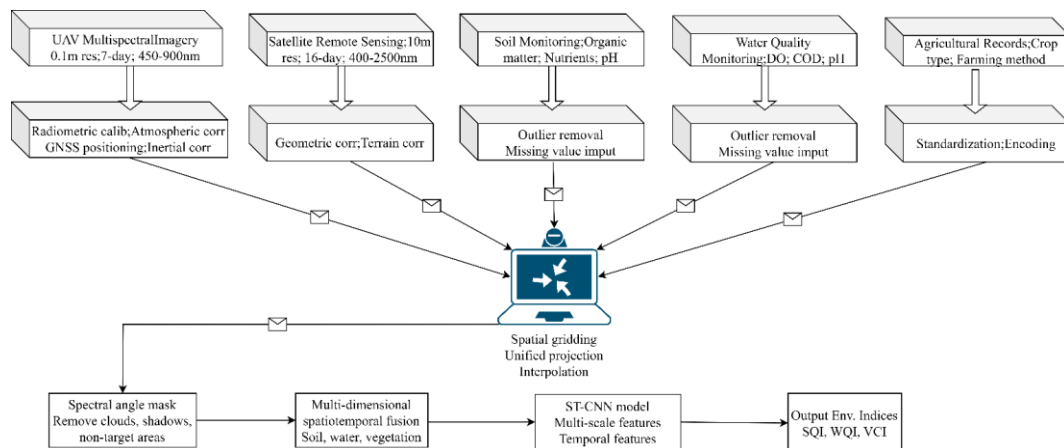 UAV MultispectralImagery
0.1m res;7-day; 450-900nm
Satellite Remote Sensing;10m
res; 16-day; 400-2500nm
Soil Monitoring;Organic
matter; Nutrients; pH
Water Quality
Monitoring;DO; COD; pH
Agricultural Records;Crop
type; Farming method
Radiometric calib;Atmospheric corr
GNSS positioning;Inertial corr
Geometric corr;Terrain corr
Outlier removal
Missing value imput
Outlier removal
Missing value imput
Standardization;Encoding
Spatial gridding
Unified projection
Interpolation
Spectral angle mask
Remove clouds, shadows,
non-target areas
Multi-dimensional
spatiotemporal fusion
Soil, water, vegetation
ST-CNN model
Multi-scale features
Temporal features
Output Env. Indices
SQI, WQI, VCI